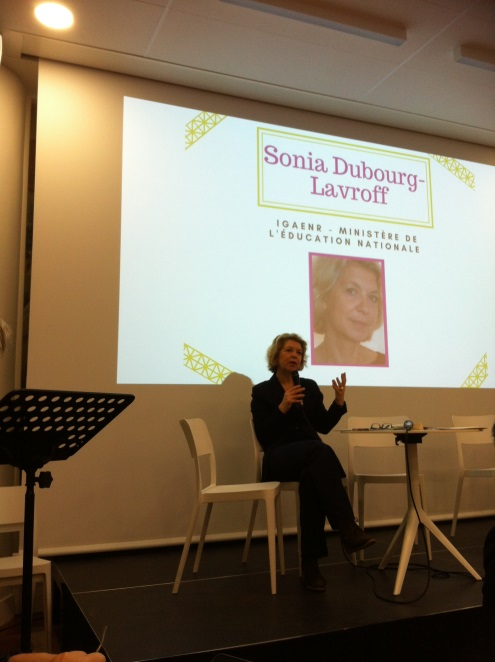 Sonia Dubourg-
Lavroff
IGAENR - MINISTÈRE DE
L'ÉDUCATION NATIONALE